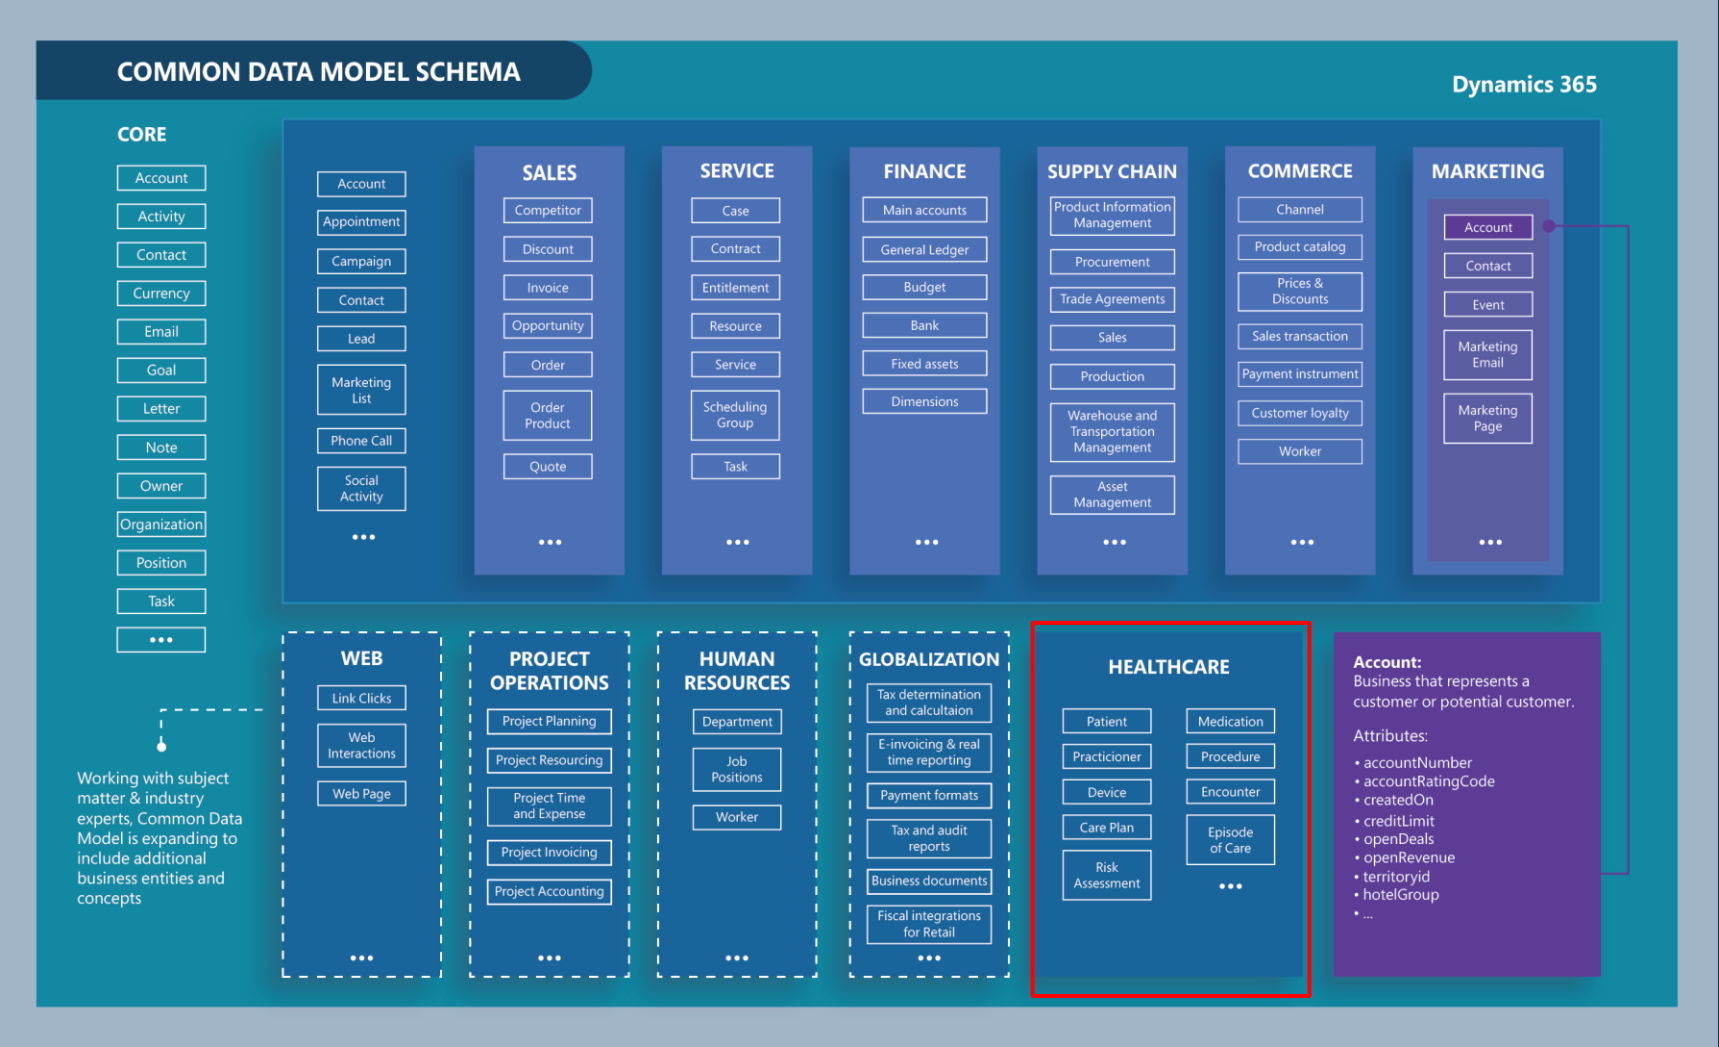 COMMON DATA MODEL SCHEMA
Dynamics 365
CORE
Account
Activity
Contact
Currency
Email
Goal
Letter
Note
Owner
Organization
Position
Task
...
Account
Appointment
Campaign
Contact
Lead
Marketing
List
Phone Call
Social
Activity
...
SALES
Competitor
Discount
Invoice
Opportunity
Order
Order
Product
Quote
...
SERVICE
Case
Contract
Entitlement
Resource
Service
Scheduling
Group
Task
...
FINANCE
Main accounts
General Ledger
Budget
Bank
Fixed assets
Dimensions
...
SUPPLY CHAIN
Product Information
Management
Procurement
Trade Agreements
Sales
Production
Warehouse and
Transportation
Management
Asset
Management
...
COMMERCE
Channel
Product catalog
Prices &
Discounts
Sales transaction
Payment instrument
Customer loyalty
Worker
...
MARKETING
Account
Contact
Event
Marketing
Email
Marketing
Page
...
Working with subject
matter & industry
experts, Common Data
Model is expanding to
include additional
business entities and
concepts
WEB
Link Clicks
Web
Interactions
Web Page
...
PROJECT
OPERATIONS
Project Planning
Project Resourcing
Project Time
and Expense
Project Invoicing
Project Accounting
...
HUMAN
RESOURCES
Department
Job
Positions
Worker
...
GLOBALIZATION
Tax determination
and calcultaion
E-invoicing & real
time reporting
Payment formats
Tax and audit
reports
Business documents
Fiscal integrations
for Retail
...
HEALTHCARE
Patient
Practicioner
Device
Care Plan
Risk
Assessment
Medication
Procedure
Encounter
Episode
of Care
...
Account:
Business that represents a
customer or potential customer.
Attributes:
• accountNumber
• accountRatingCode
• createdOn
• creditLimit
• openDeals
• openRevenue
• territoryid
• hotelGroup
• ...